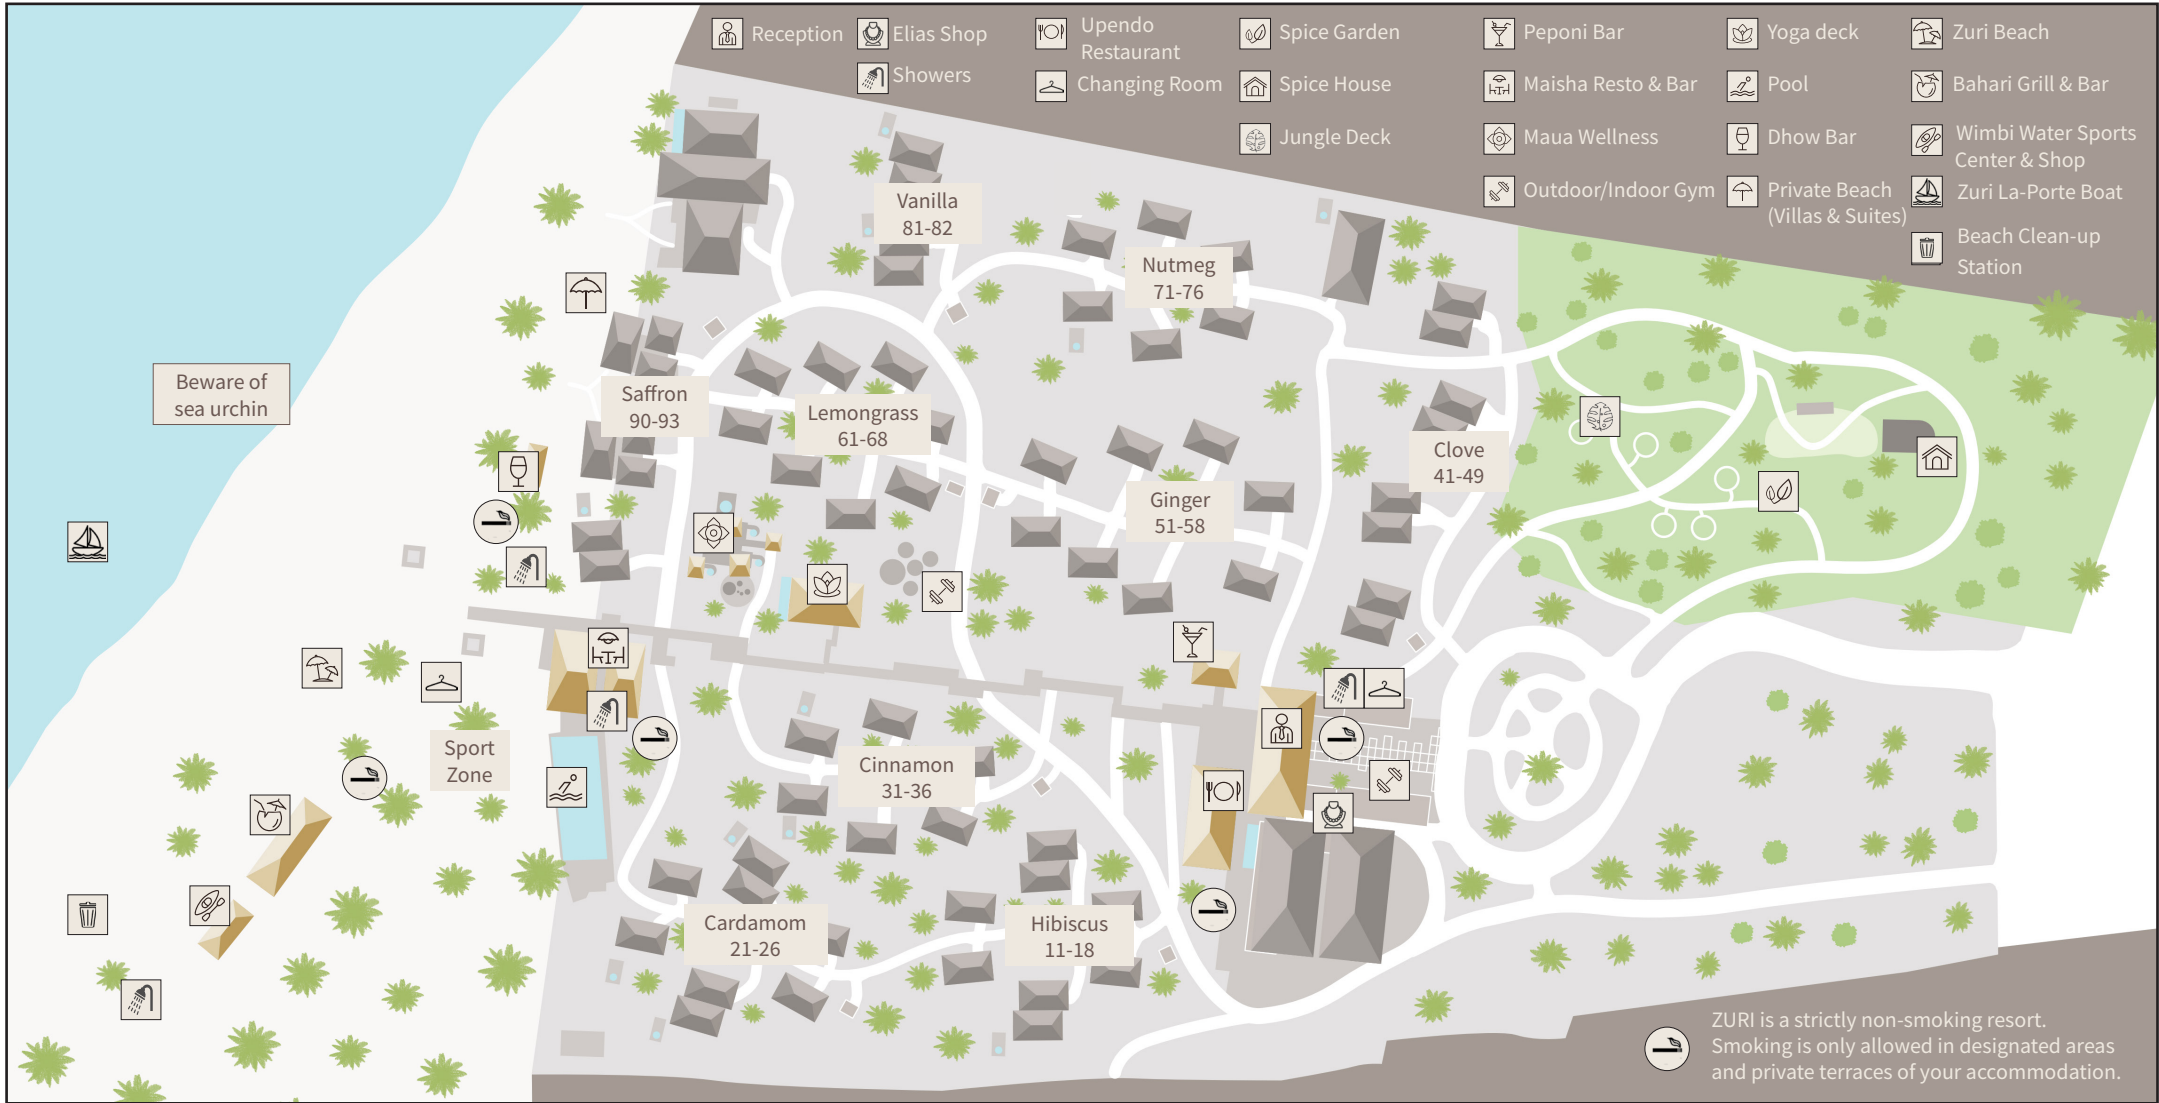 Reception
Elias Shop
Showers
Upendo
Restaurant
Changing Room
Spice Garden
Spice House
Jungle Deck
Peponi Bar
Maisha Resto & Bar
Maua Wellness
Outdoor/Indoor Gym
Yoga deck
Pool
Dhow Bar
Private Beach
(Villas & Suites)
Zuri Beach
Bahari Grill & Bar
Wimbi Water Sports
Center & Shop
Zuri La-Porte Boat
Beach Clean-up
Station
Vanilla
81-82
Nutmeg
71-76
Beware of
sea urchin
Saffron
90-93
Lemongrass
61-68
Clove
41-49
Ginger
51-58
Sport
Zone
Cinnamon
31-36
Cardamom
21-26
Hibiscus
11-18
ZURI is a strictly non-smoking resort.
Smoking is only allowed in designated areas
and private terraces of your accommodation.